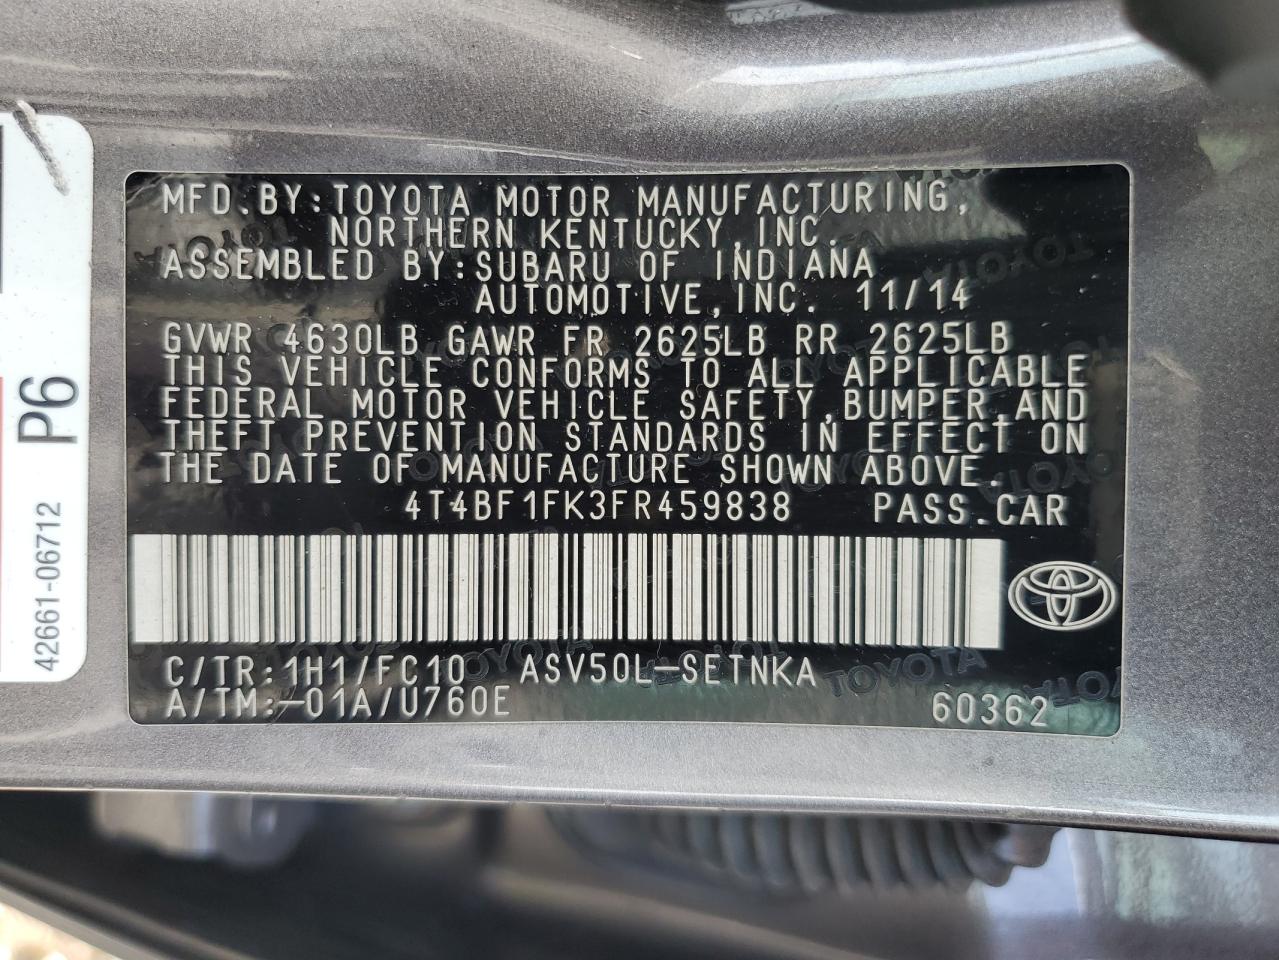 MFD.BY:TOYOTA MOTOR MANUFACTURING,
NORTHERN KENTUCKY,INC.
ASSEMBLED BY:SUBARU OF INDIANA
AUTOMOTIVE,INC. 11/14
GVWR 4630LB GAWR FR 2625LB RR 2625LB
THIS VEHICLE CONFORMS TO ALL APPLICABLE
FEDERAL MOTOR VEHICLE SAFETY,BUMPER,AND
THEFT PREVENTION STANDARDS IN EFFECT ON
THE DATE OF MANUFACTURE SHOWN ABOVE.
4T4BF1FK3FR459838 PASS.CAR
C/TR:1H1/FC10 ASV50L-SETNKA
A/TM:-01A/U760E 60362
P6
42661-06712